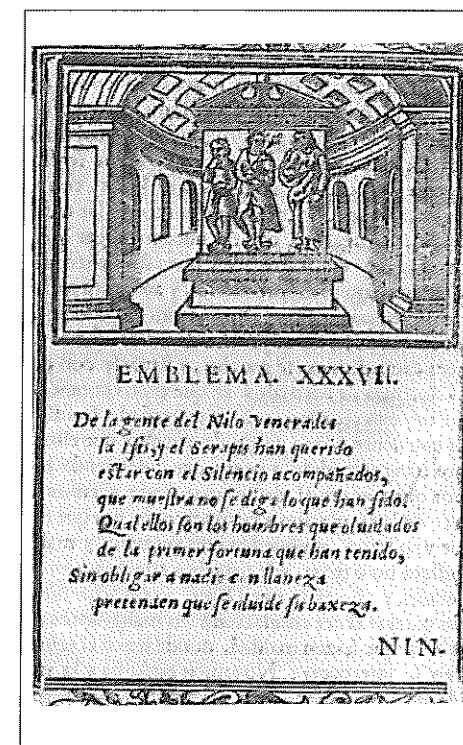 EMBLEMA. XXXVII.
De la gente del Nilo venerados
la Isis, y el Serapis han querido
estar con el Silencio acompañados,
que muestra no se diga lo que han sido.
Qual ellos son los hombres que oluidados
de la primer fortuna que han tenido,
Sin obligar a nadie con llaneza
pretenden que se oluide su baxeza.
NIN-